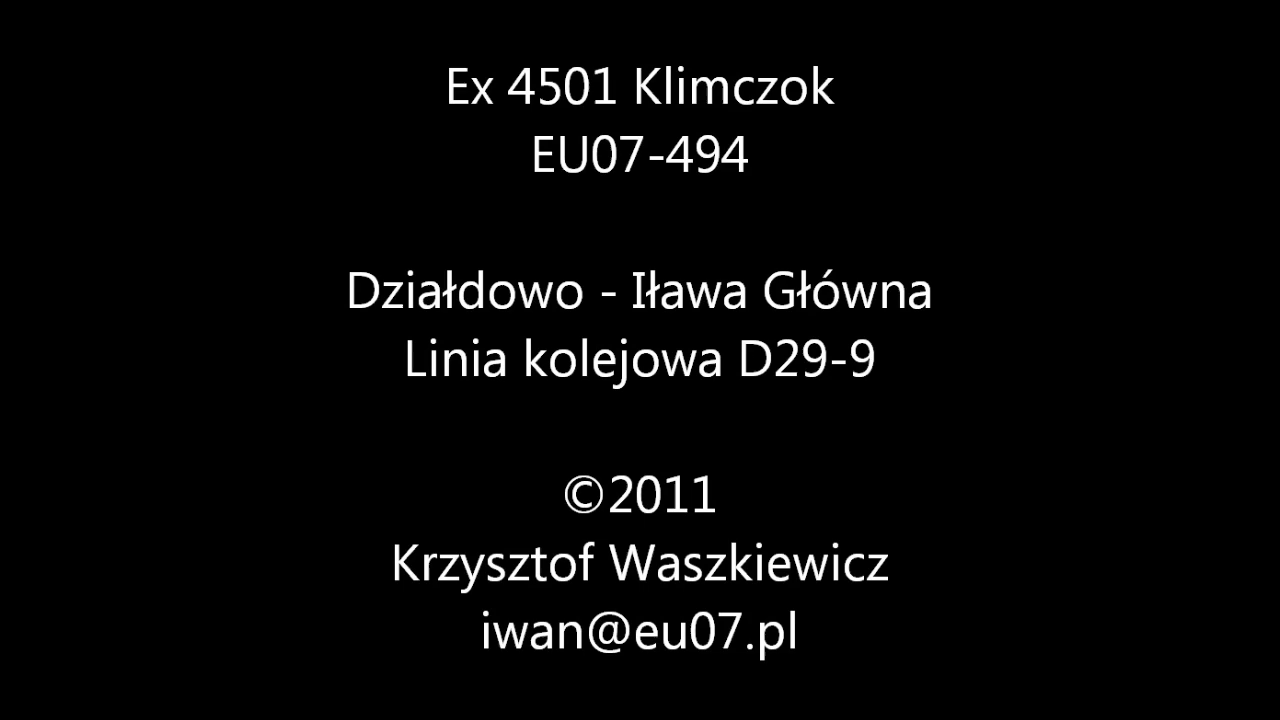 Ex 4501 Klimczok
EU07-494
Działdowo - Iława Główna
Linia kolejowa D29-9
©2011
Krzysztof Waszkiewicz
iwan@eu07.pl